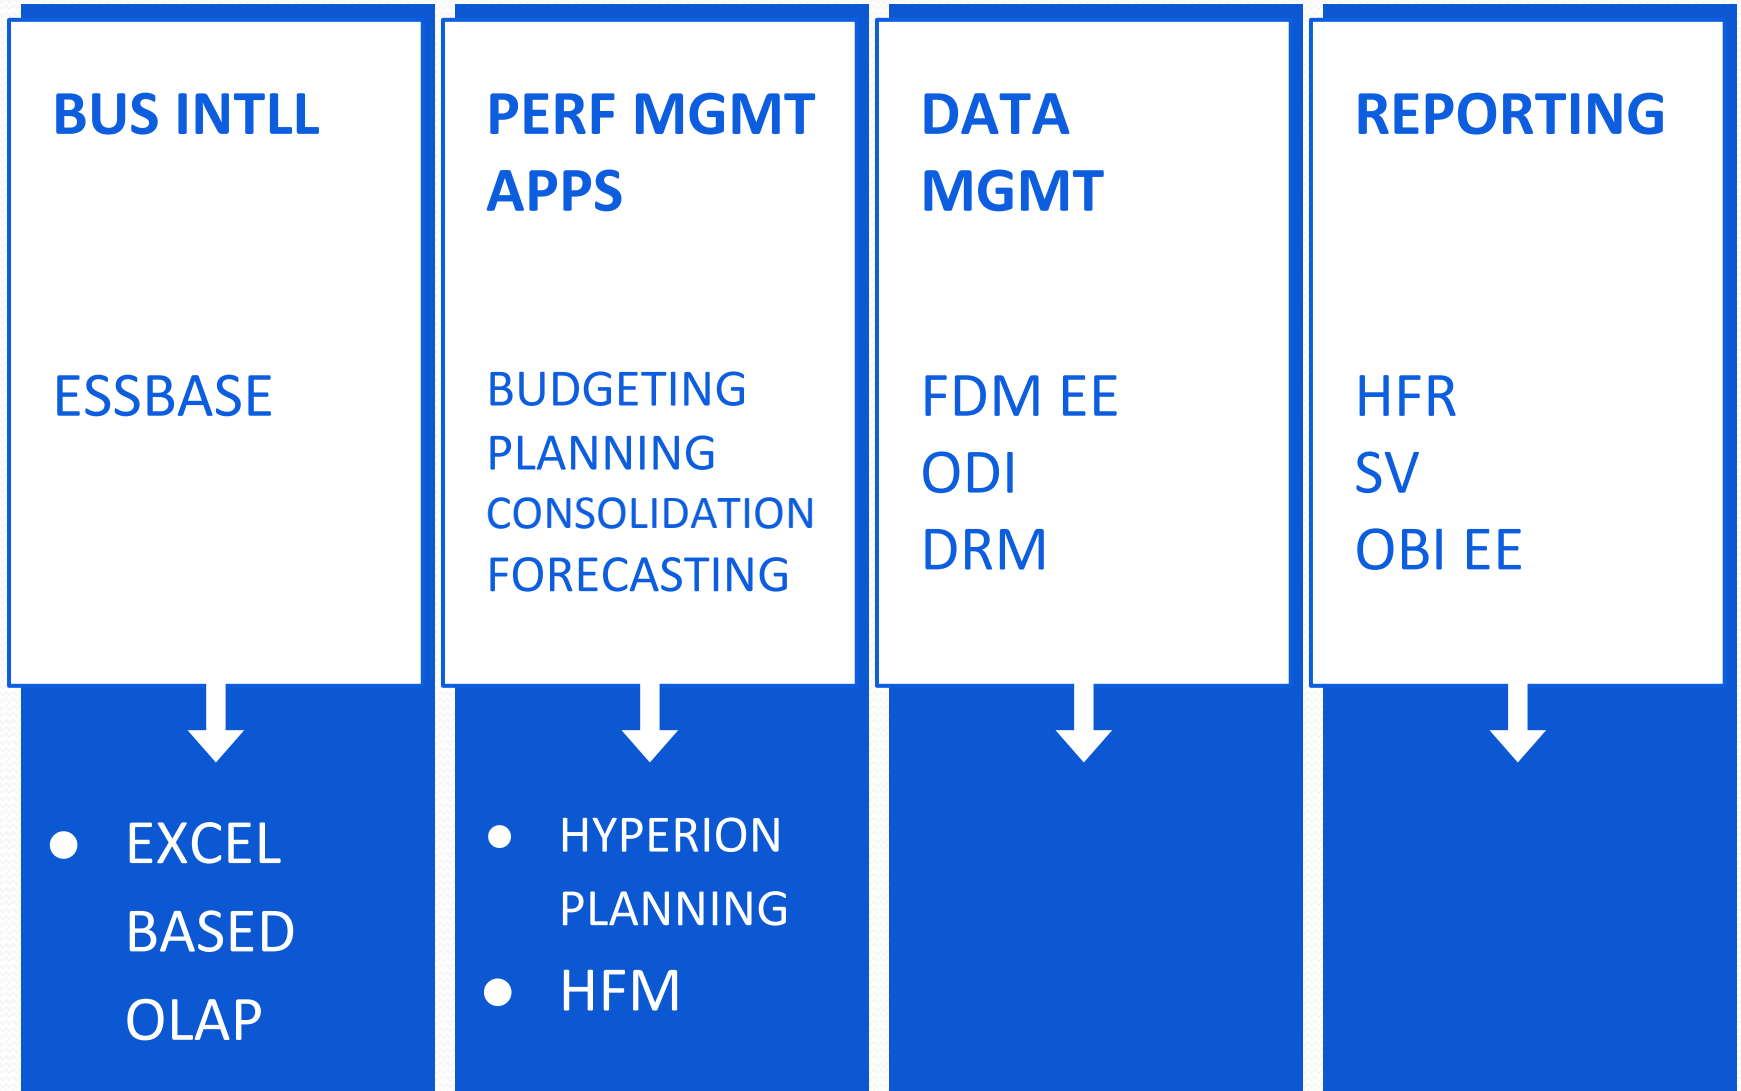 BUS INTLL
ESSBASE
● EXCEL
BASED
OLAP
PERF MGMT
APPS
BUDGETING
PLANNING
CONSOLIDATION
FORECASTING
● HYPERION
PLANNING
● HFM
DATA
MGMT
FDM EE
ODI
DRM
REPORTING
HFR
SV
OBI EE